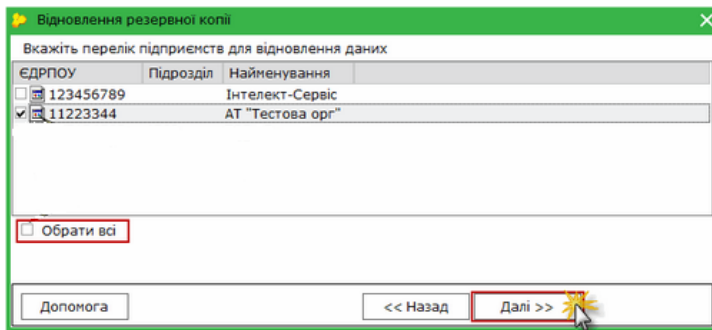 Відновлення резервної копії
Вкажіть перелік підприємств для відновлення даних
ЄДРПОУ Підрозділ Найменування
123456789 Інтелект-Сервіс
11223344 АТ "Тестова орг"
Обрати всі
Допомога << Назад Далі >>